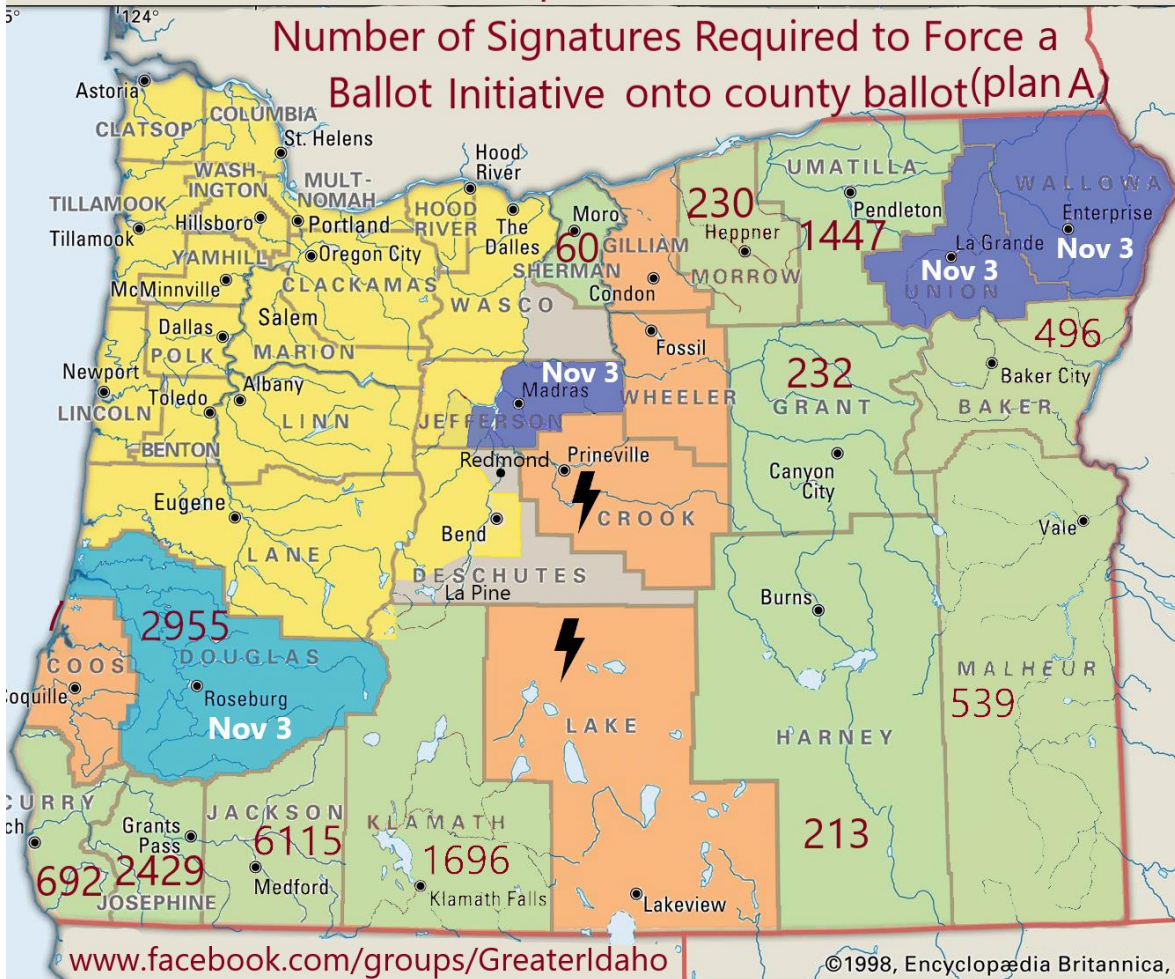 5°
124°
Number of Signatures Required to Force a
Ballot Initiative onto county ballot(plan A)
Astoria
CLATSOP
COLUMBIA
St. Helens
WASH-
INGTON
MULT-
NOMAH
Hood
River
HOOD
RIVER
TILLAMOOK
Tillamook
Hillsboro
Portland
The
Dalles
Moro
60
SHERMAN
GILLIAM
Condon
230
Heppner
MORROW
UMATILLA
Pendleton
1447
WALLOWA
Enterprise
Nov 3
La Grande
Nov 3
UNION
YAMHILL
McMinnville
Oregon City
CLACKAMAS
WASCO
Dallas
POLK
Salem
MARION
Fossil
WHEELER
496
Baker City
BAKER
Newport
LINCOLN
Toledo
Albany
LINN
BENTON
Nov 3
Madras
JEFFERSON
232
GRANT
Canyon
City
Redmond
Prineville
CROOK
Eugene
LANE
Bend
DESCHUTES
La Pine
Vale
Burns
HARNEY
213
MALHEUR
539
2955
DOUGLAS
Roseburg
Nov 3
COOS
oquille
LAKE
Lakeview
CURRY
ch
692
Grants
Pass
2429
JOSEPHINE
JACKSON
6115
Medford
KLAMATH
1696
Klamath Falls
www.facebook.com/groups/GreaterIdaho
©1998, Encyclopædia Britannica,